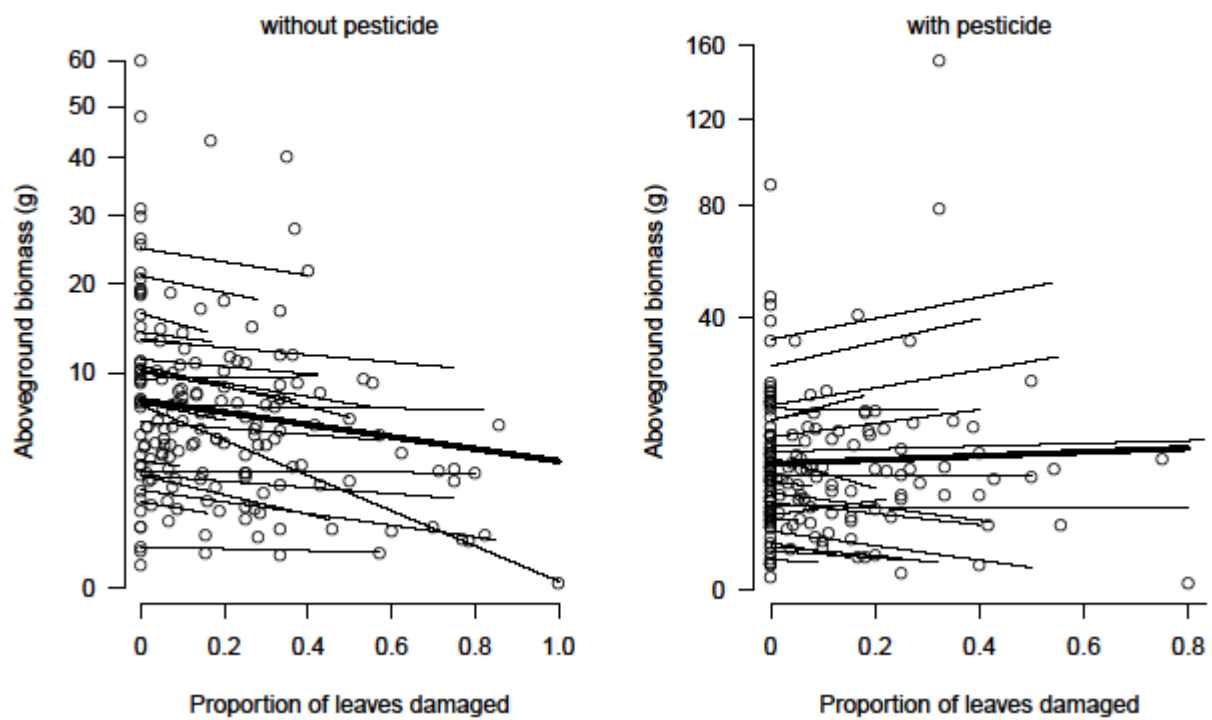 without pesticide
60
50
40
30
20
10
0
Aboveground biomass (g)
0.0 0.2 0.4 0.6 0.8 1.0
Proportion of leaves damaged
with pesticide
160
120
80
40
0
Aboveground biomass (g)
0.0 0.2 0.4 0.6 0.8
Proportion of leaves damaged